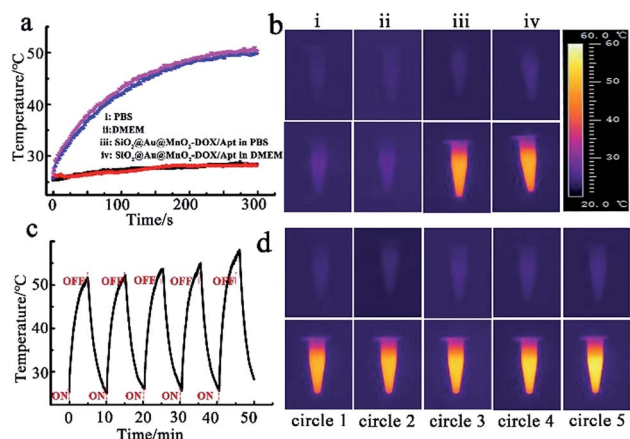 a
Temperature/℃
50
40
30
i: PBS
ii:DMEM
iii: SiO2@Au@MnO2-DOX/Apt in PBS
iv: SiO2@Au@MnO2-DOX/Apt in DMEM
0 100 200 300
Time/s
b
i ii iii iv
60.0 ℃
60
50
40
30
20.0 ℃
c
Temperature/℃
50
40
30
OFF OFF OFF OFF OFF
ON ON ON ON ON
0 10 20 30 40 50
Time/min
d
circle 1 circle 2 circle 3 circle 4 circle 5